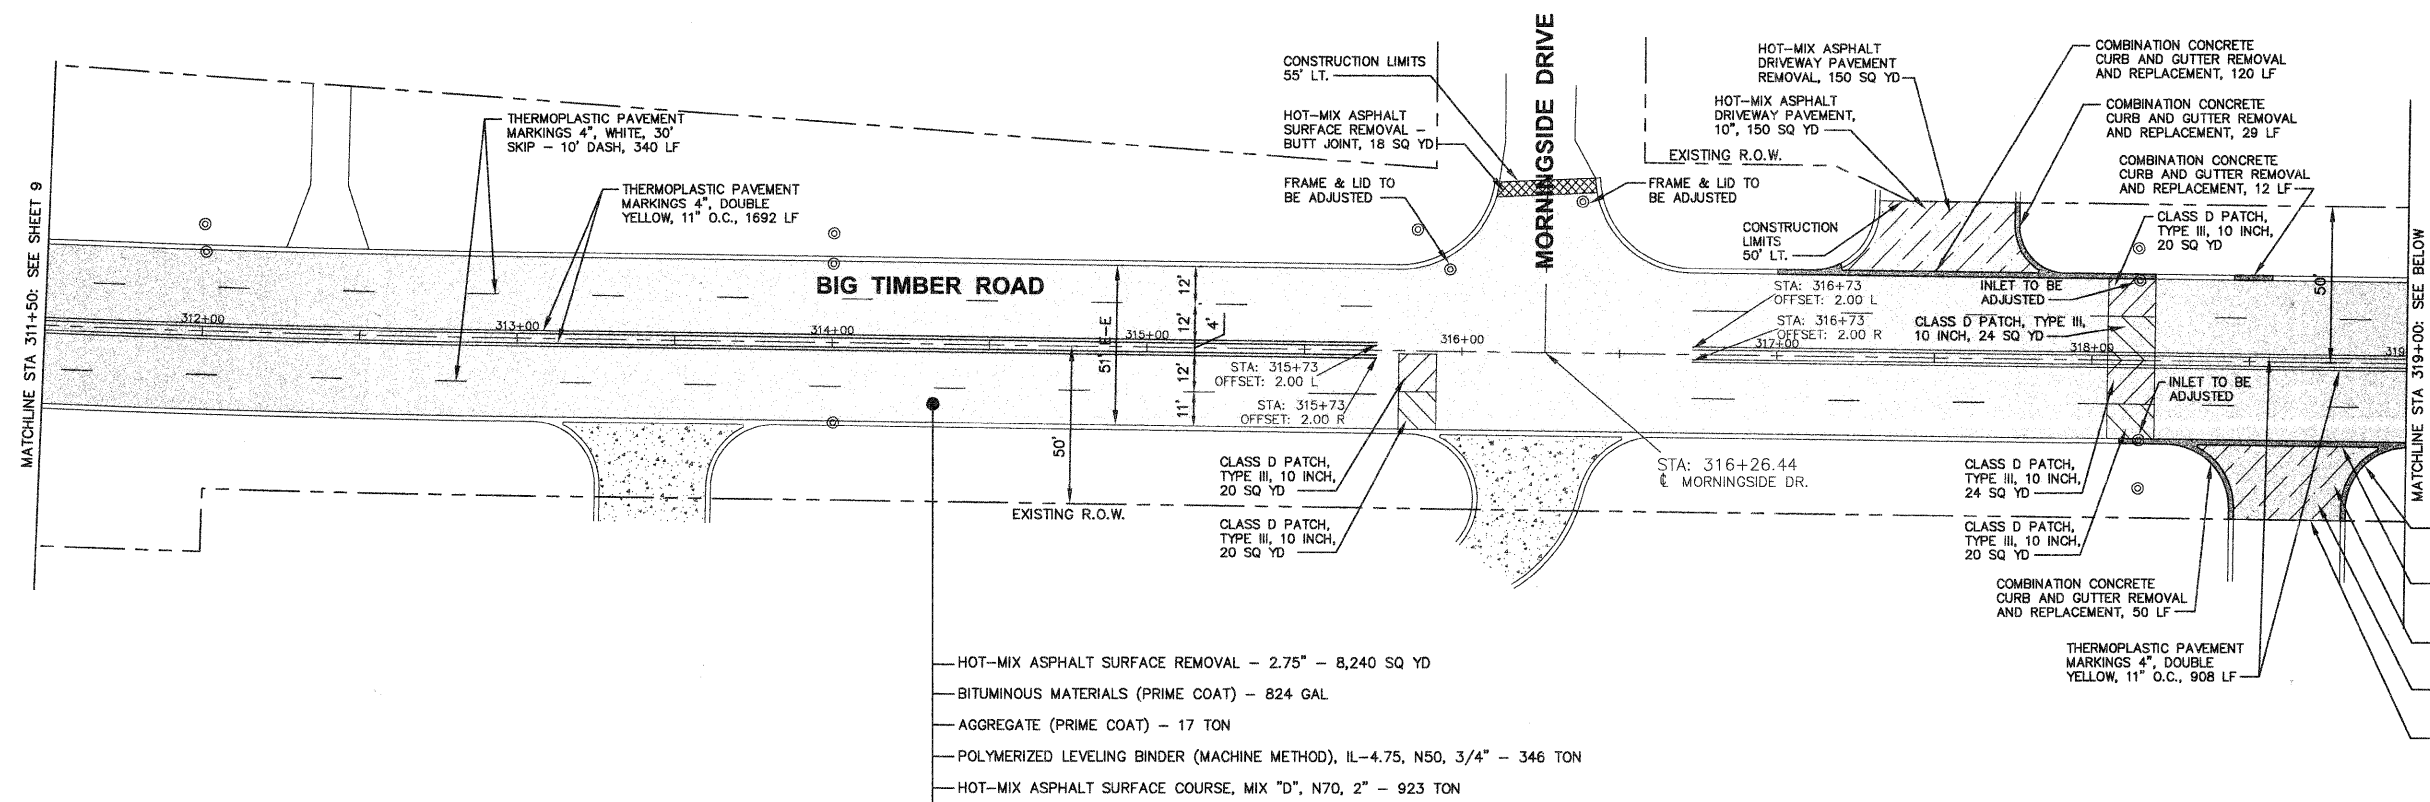 MATCHLINE STA 311+50: SEE SHEET 9
THERMOPLASTIC PAVEMENT
MARKINGS 4", WHITE, 30'
SKIP – 10' DASH, 340 LF
THERMOPLASTIC PAVEMENT
MARKINGS 4", DOUBLE
YELLOW, 11" O.C., 1692 LF
CONSTRUCTION LIMITS
55' LT.
HOT-MIX ASPHALT
SURFACE REMOVAL –
BUTT JOINT, 18 SQ YD
FRAME & LID TO
BE ADJUSTED
MORNINGSIDE DRIVE
FRAME & LID TO
BE ADJUSTED
HOT-MIX ASPHALT
DRIVEWAY PAVEMENT
REMOVAL, 150 SQ YD
HOT-MIX ASPHALT
DRIVEWAY PAVEMENT,
10", 150 SQ YD
EXISTING R.O.W.
CONSTRUCTION
LIMITS
50' LT.
COMBINATION CONCRETE
CURB AND GUTTER REMOVAL
AND REPLACEMENT, 120 LF
COMBINATION CONCRETE
CURB AND GUTTER REMOVAL
AND REPLACEMENT, 29 LF
COMBINATION CONCRETE
CURB AND GUTTER REMOVAL
AND REPLACEMENT, 12 LF
CLASS D PATCH,
TYPE III, 10 INCH,
20 SQ YD
50'
MATCHLINE STA 319+00: SEE BELOW
BIG TIMBER ROAD
312+00
313+00
314+00
315+00
316+00
317+00
318+00
319
51' E-E
12'
12'
4'
12'
11'
50'
STA: 315+73
OFFSET: 2.00 L
STA: 315+73
OFFSET: 2.00 R
STA: 316+73
OFFSET: 2.00 L
STA: 316+73
OFFSET: 2.00 R
INLET TO BE
ADJUSTED
CLASS D PATCH, TYPE III,
10 INCH, 24 SQ YD
INLET TO BE
ADJUSTED
STA: 316+26.44
℄ MORNINGSIDE DR.
CLASS D PATCH,
TYPE III, 10 INCH,
20 SQ YD
CLASS D PATCH,
TYPE III, 10 INCH,
20 SQ YD
EXISTING R.O.W.
CLASS D PATCH,
TYPE III, 10 INCH,
24 SQ YD
CLASS D PATCH,
TYPE III, 10 INCH,
20 SQ YD
COMBINATION CONCRETE
CURB AND GUTTER REMOVAL
AND REPLACEMENT, 50 LF
THERMOPLASTIC PAVEMENT
MARKINGS 4", DOUBLE
YELLOW, 11" O.C., 908 LF
HOT-MIX ASPHALT SURFACE REMOVAL – 2.75" – 8,240 SQ YD
BITUMINOUS MATERIALS (PRIME COAT) – 824 GAL
AGGREGATE (PRIME COAT) – 17 TON
POLYMERIZED LEVELING BINDER (MACHINE METHOD), IL-4.75, N50, 3/4" – 346 TON
HOT-MIX ASPHALT SURFACE COURSE, MIX "D", N70, 2" – 923 TON